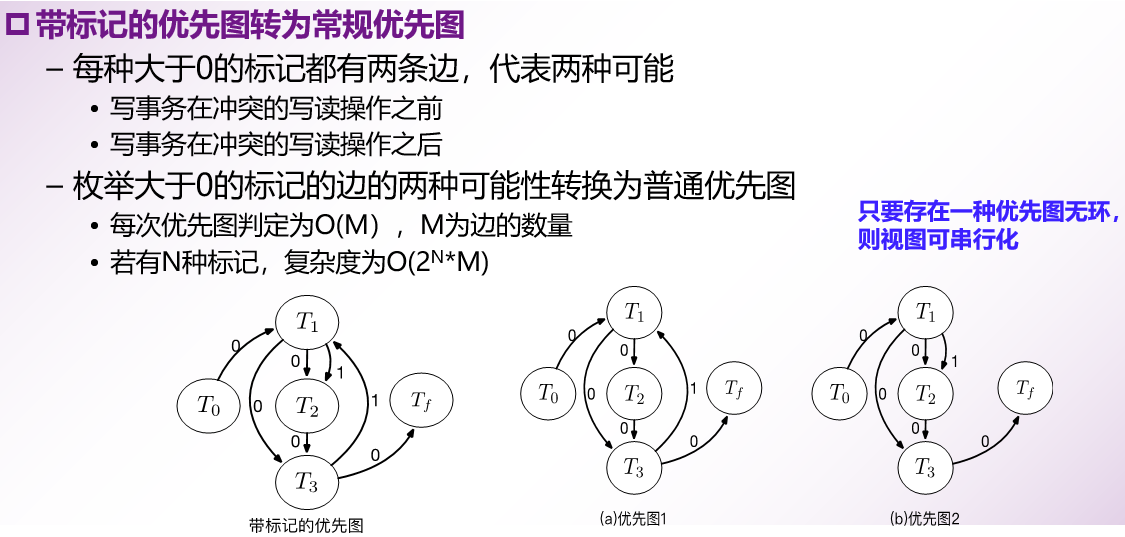 带标记的优先图转为常规优先图
– 每种大于0的标记都有两条边，代表两种可能
• 写事务在冲突的写读操作之前
• 写事务在冲突的写读操作之后
– 枚举大于0的标记的边的两种可能性转换为普通优先图
• 每次优先图判定为O(M），M为边的数量
• 若有N种标记，复杂度为O(2ᴺ*M)
只要存在一种优先图无环，
则视图可串行化
T₁
0
0
1
T₀
T₂
0
1
T_f
0
0
T₃
带标记的优先图
T₁
0
0
T₀
0
T₂
1
T_f
0
0
T₃
(a)优先图1
T₁
0
0
1
T₀
0
T₂
T_f
0
0
T₃
(b)优先图2